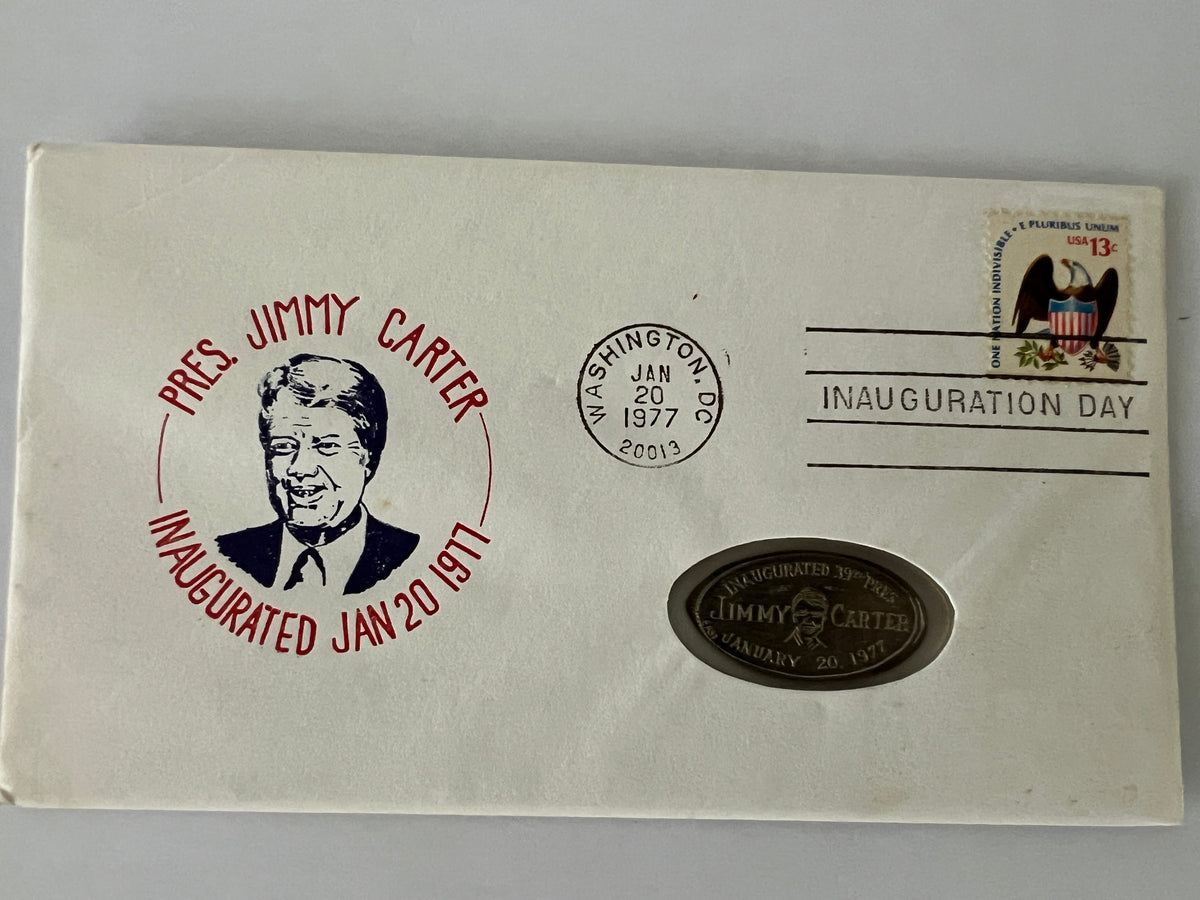 PRES. JIMMY CARTER
INAUGURATED JAN 20 1977
WASHINGTON, DC
JAN
20
1977
20013
ONE NATION INDIVISIBLE • E PLURIBUS UNUM
USA 13c
INAUGURATION DAY
INAUGURATED 39TH PRES.
JIMMY CARTER
JANUARY 20, 1977